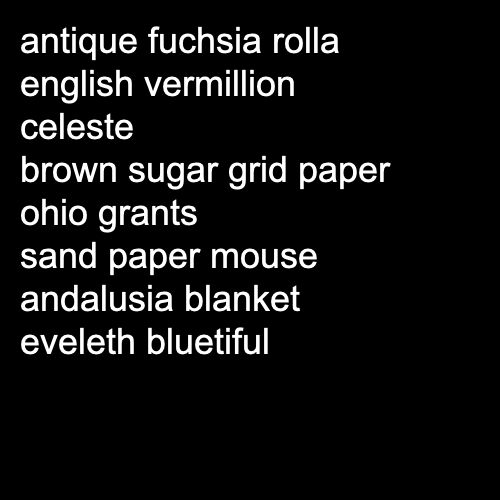 antique fuchsia rolla
english vermillion
celeste
brown sugar grid paper
ohio grants
sand paper mouse
andalusia blanket
eveleth bluetiful